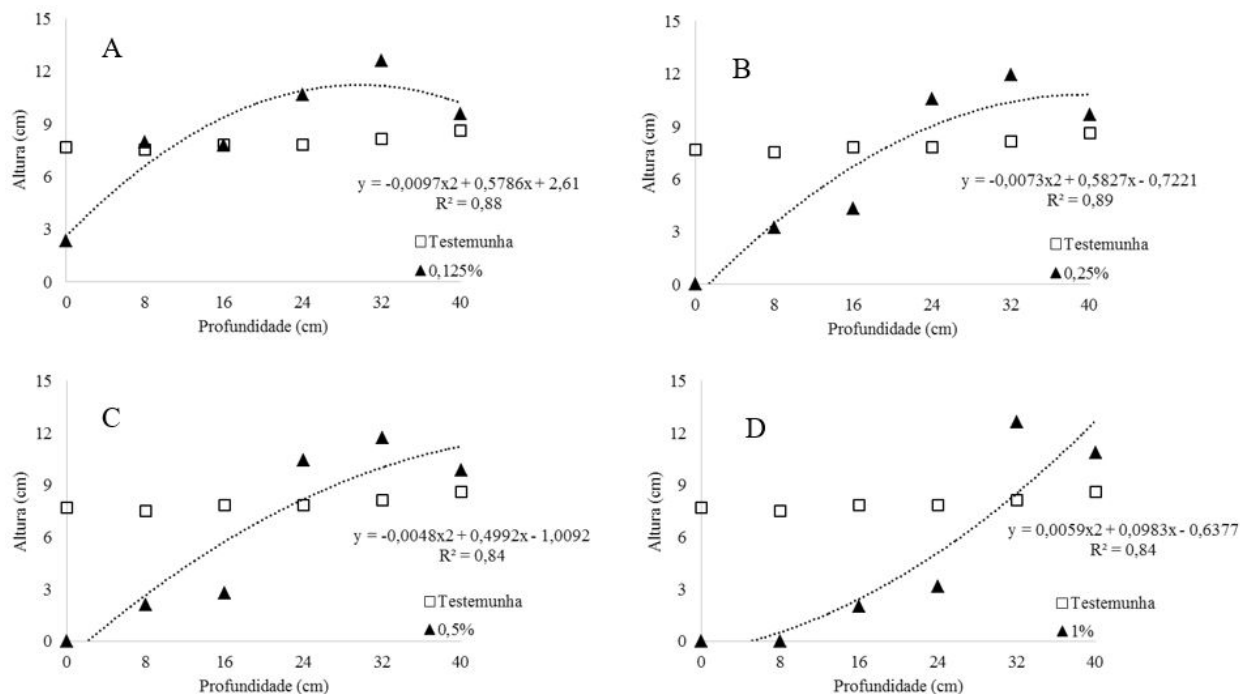 A
Altura (cm)
15
12
9
6
3
0
y = -0,0097x2 + 0,5786x + 2,61
R² = 0,88
Testemunha
0,125%
0 8 16 24 32 40
Profundidade (cm)
B
Altura (cm)
15
12
9
6
3
0
y = -0,0073x2 + 0,5827x - 0,7221
R² = 0,89
Testemunha
0,25%
0 8 16 24 32 40
Profundidade (cm)
C
Altura (cm)
15
12
9
6
3
0
y = -0,0048x2 + 0,4992x - 1,0092
R² = 0,84
Testemunha
0,5%
0 8 16 24 32 40
Profundidade (cm)
D
Altura (cm)
15
12
9
6
3
0
y = 0,0059x2 + 0,0983x - 0,6377
R² = 0,84
Testemunha
1%
0 8 16 24 32 40
Profundidade (cm)